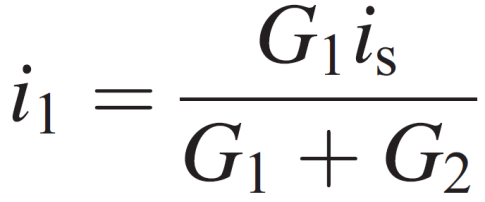 i₁ = G₁iₛ / (G₁ + G₂)